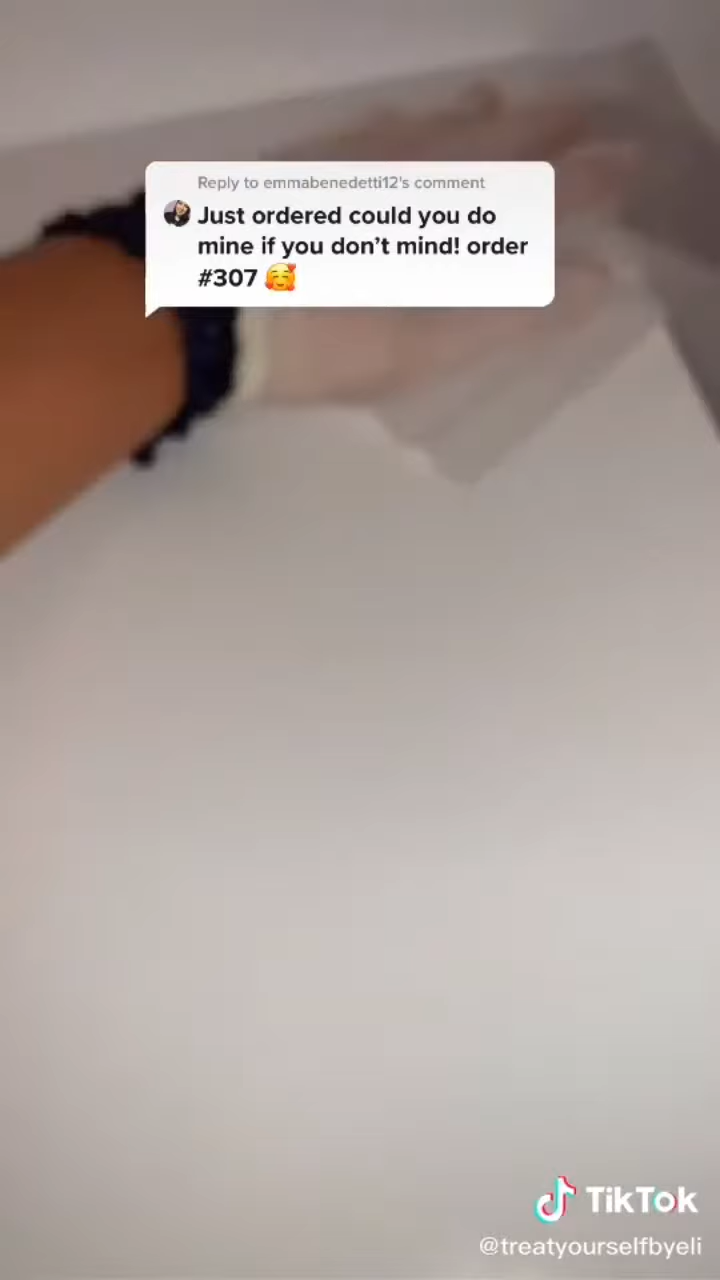 Reply to emmabenedetti12's comment
Just ordered could you do
mine if you don’t mind! order
#307 🥰
TikTok
@treatyourselfbyeli